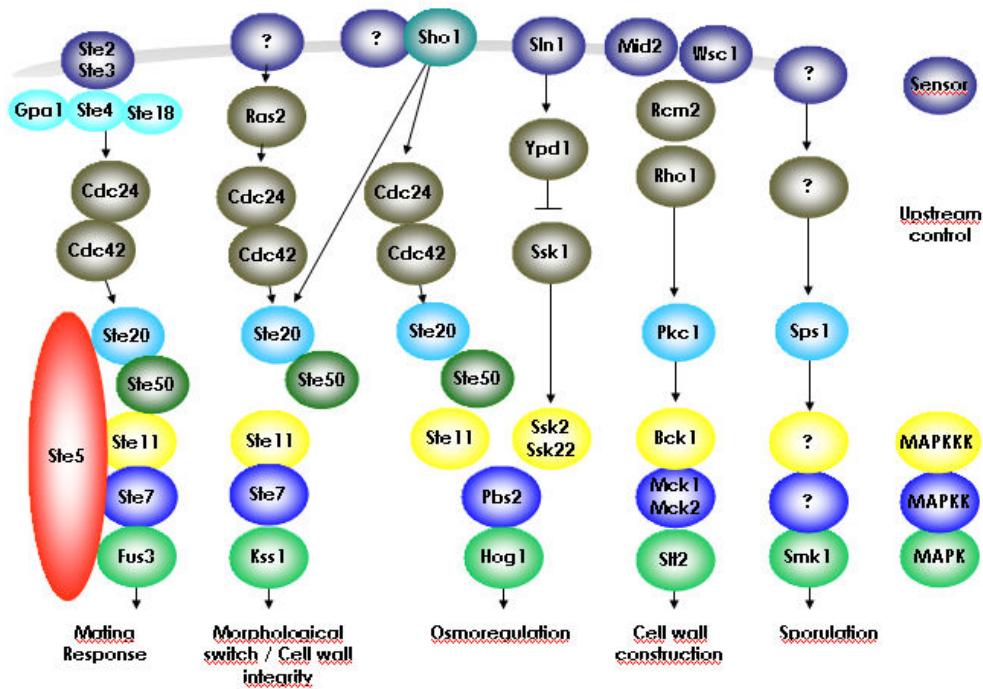 Ste2
Ste3
?
?
Sho1
Sln1
Mid2
Wsc1
?
Sensor
Gpa1
Ste4
Ste18
Ras2
Ypd1
Rcm2
Cdc24
Cdc24
Cdc24
Rho1
?
Upstream
control
Cdc42
Cdc42
Cdc42
Ssk1
Ste20
Ste20
Ste20
Pkc1
Sps1
Ste50
Ste50
Ste50
Ste5
Ste11
Ste11
Ste11
Ssk2
Ssk22
Bck1
?
MAPKKK
Ste7
Ste7
Pbs2
Mck1
Mck2
?
MAPKK
Fus3
Kss1
Hog1
Slt2
Smk1
MAPK
Mating
Response
Morphological
switch / Cell wall
integrity
Osmoregulation
Cell wall
construction
Sporulation